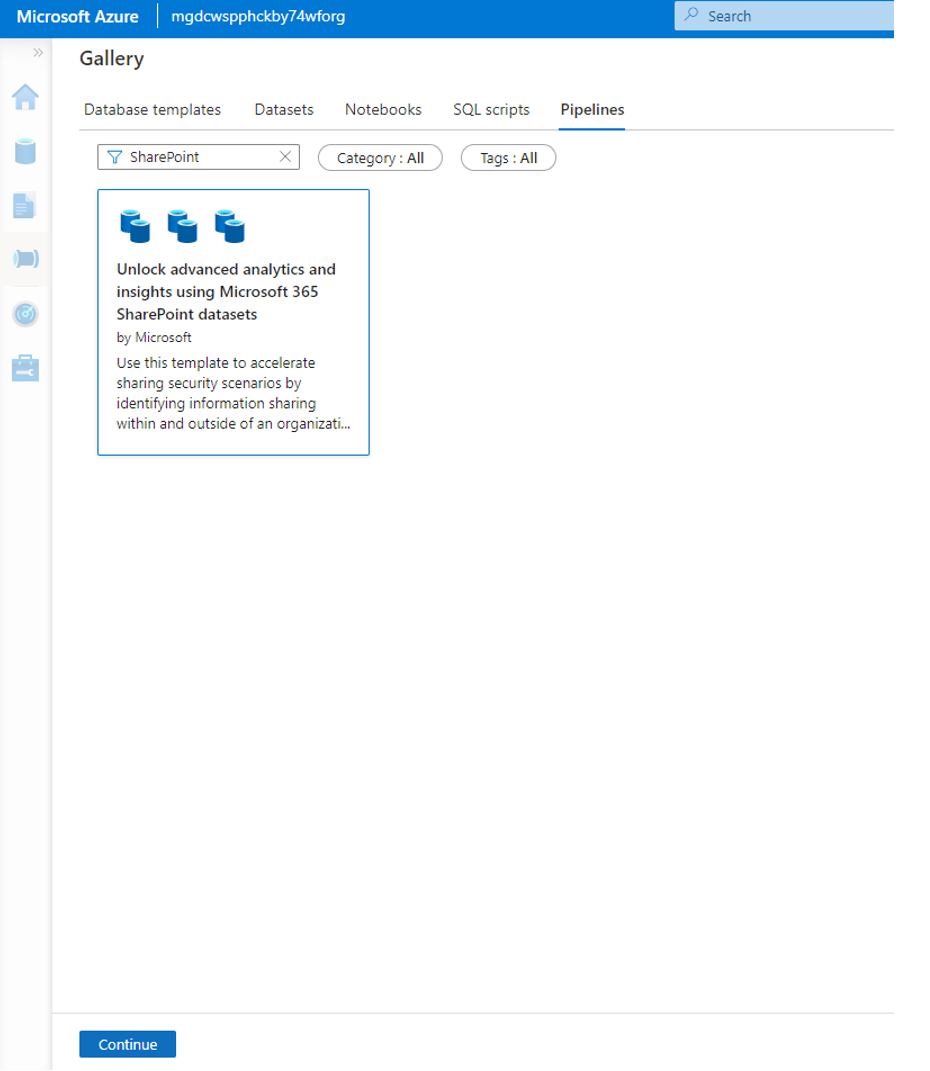 Microsoft Azure
mgdcwspphckby74wforg
Search
Gallery
Database templates
Datasets
Notebooks
SQL scripts
Pipelines
SharePoint
Category : All
Tags : All
Unlock advanced analytics and
insights using Microsoft 365
SharePoint datasets
by Microsoft
Use this template to accelerate
sharing security scenarios by
identifying information sharing
within and outside of an organizati...
Continue